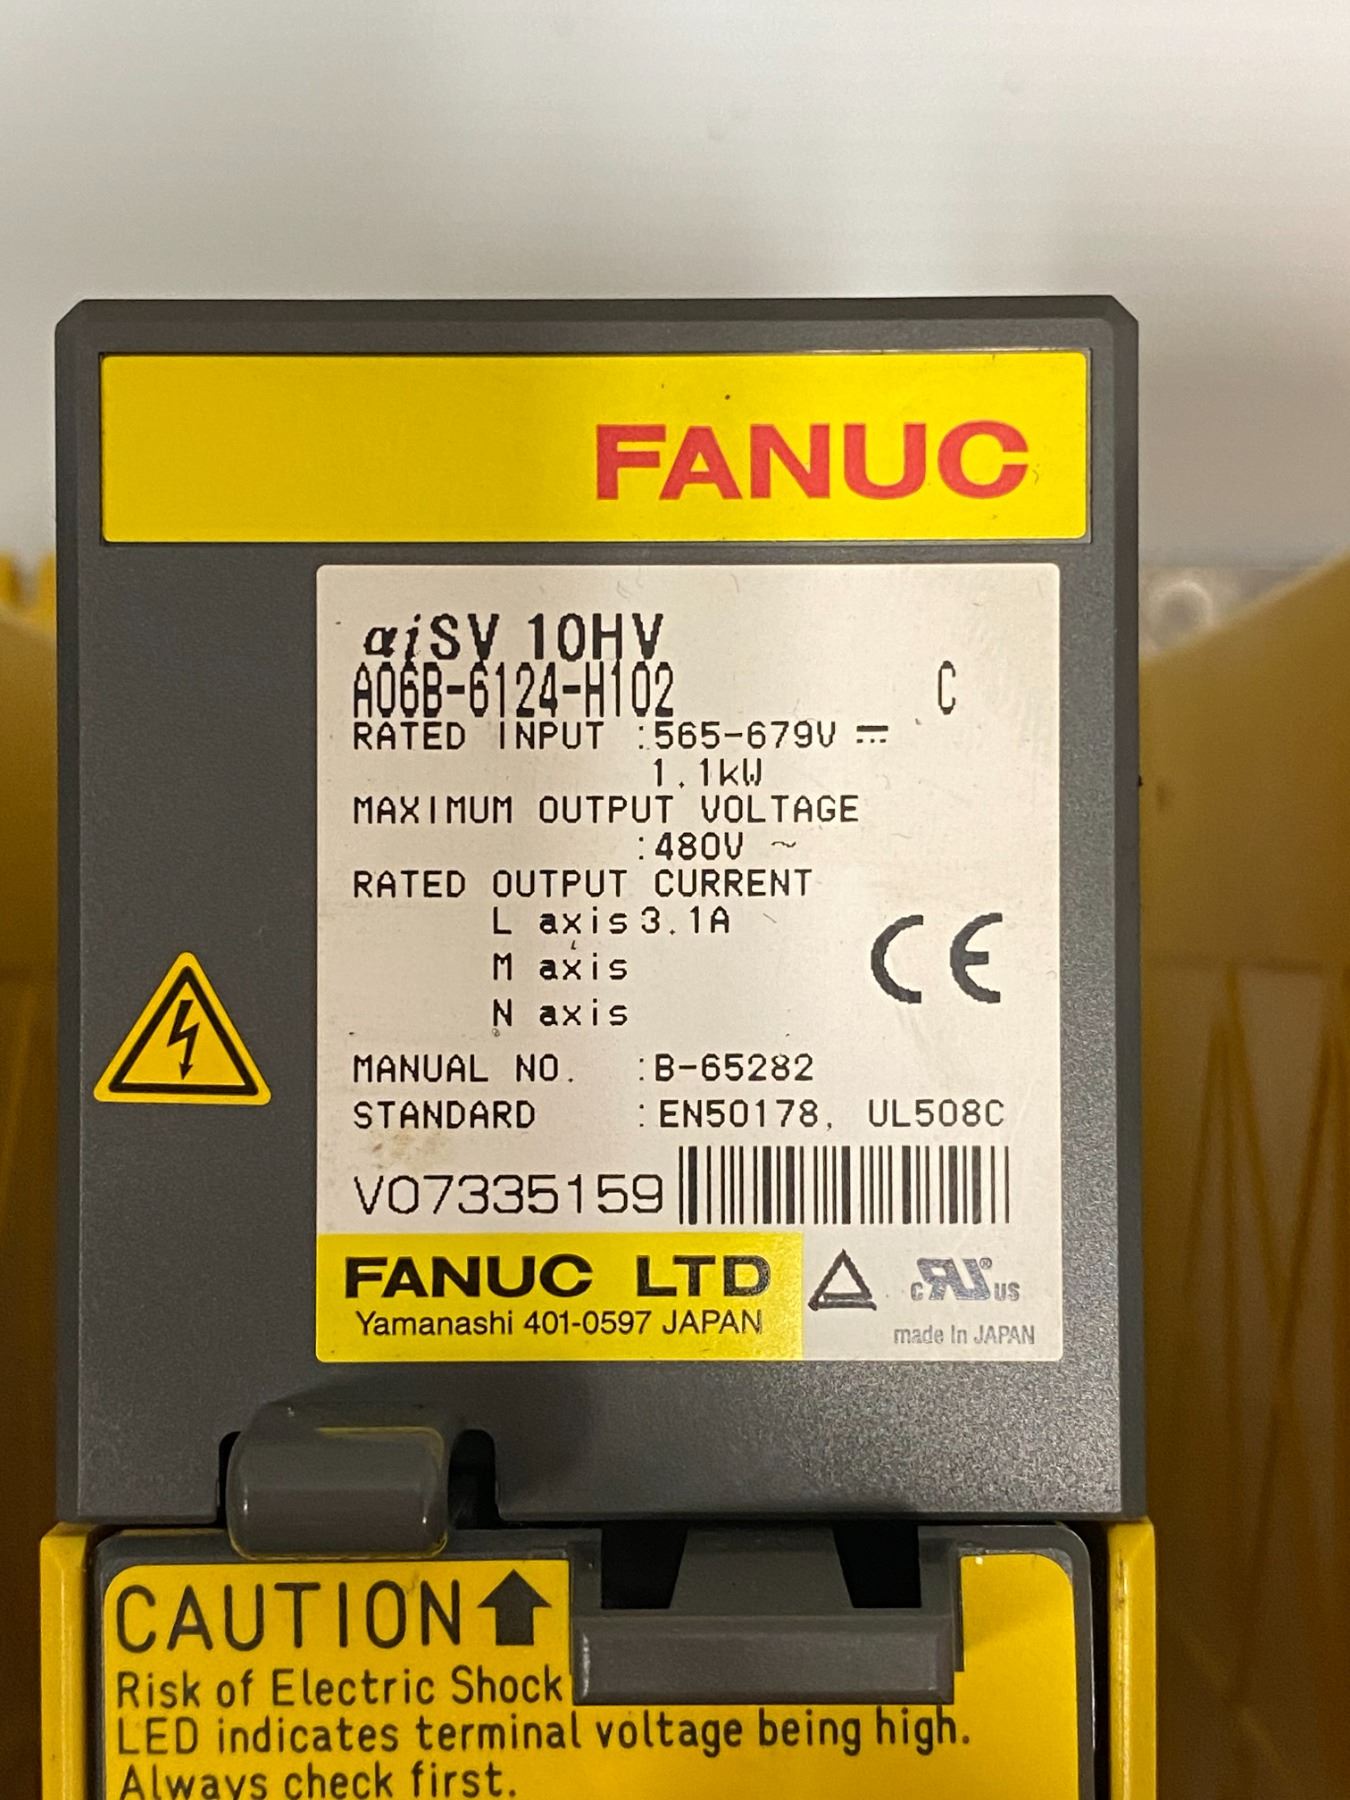 FANUC
αiSV 10HV
A06B-6124-H102 C
RATED INPUT :565-679V ⎓
1.1kW
MAXIMUM OUTPUT VOLTAGE
:480V ~
RATED OUTPUT CURRENT
L axis 3.1A
M axis
N axis
CE
MANUAL NO. :B-65282
STANDARD :EN50178, UL508C
V07335159
FANUC LTD
Yamanashi 401-0597 JAPAN
c RU ® US
made In JAPAN
CAUTION
Risk of Electric Shock
LED indicates terminal voltage being high.
Always check first.